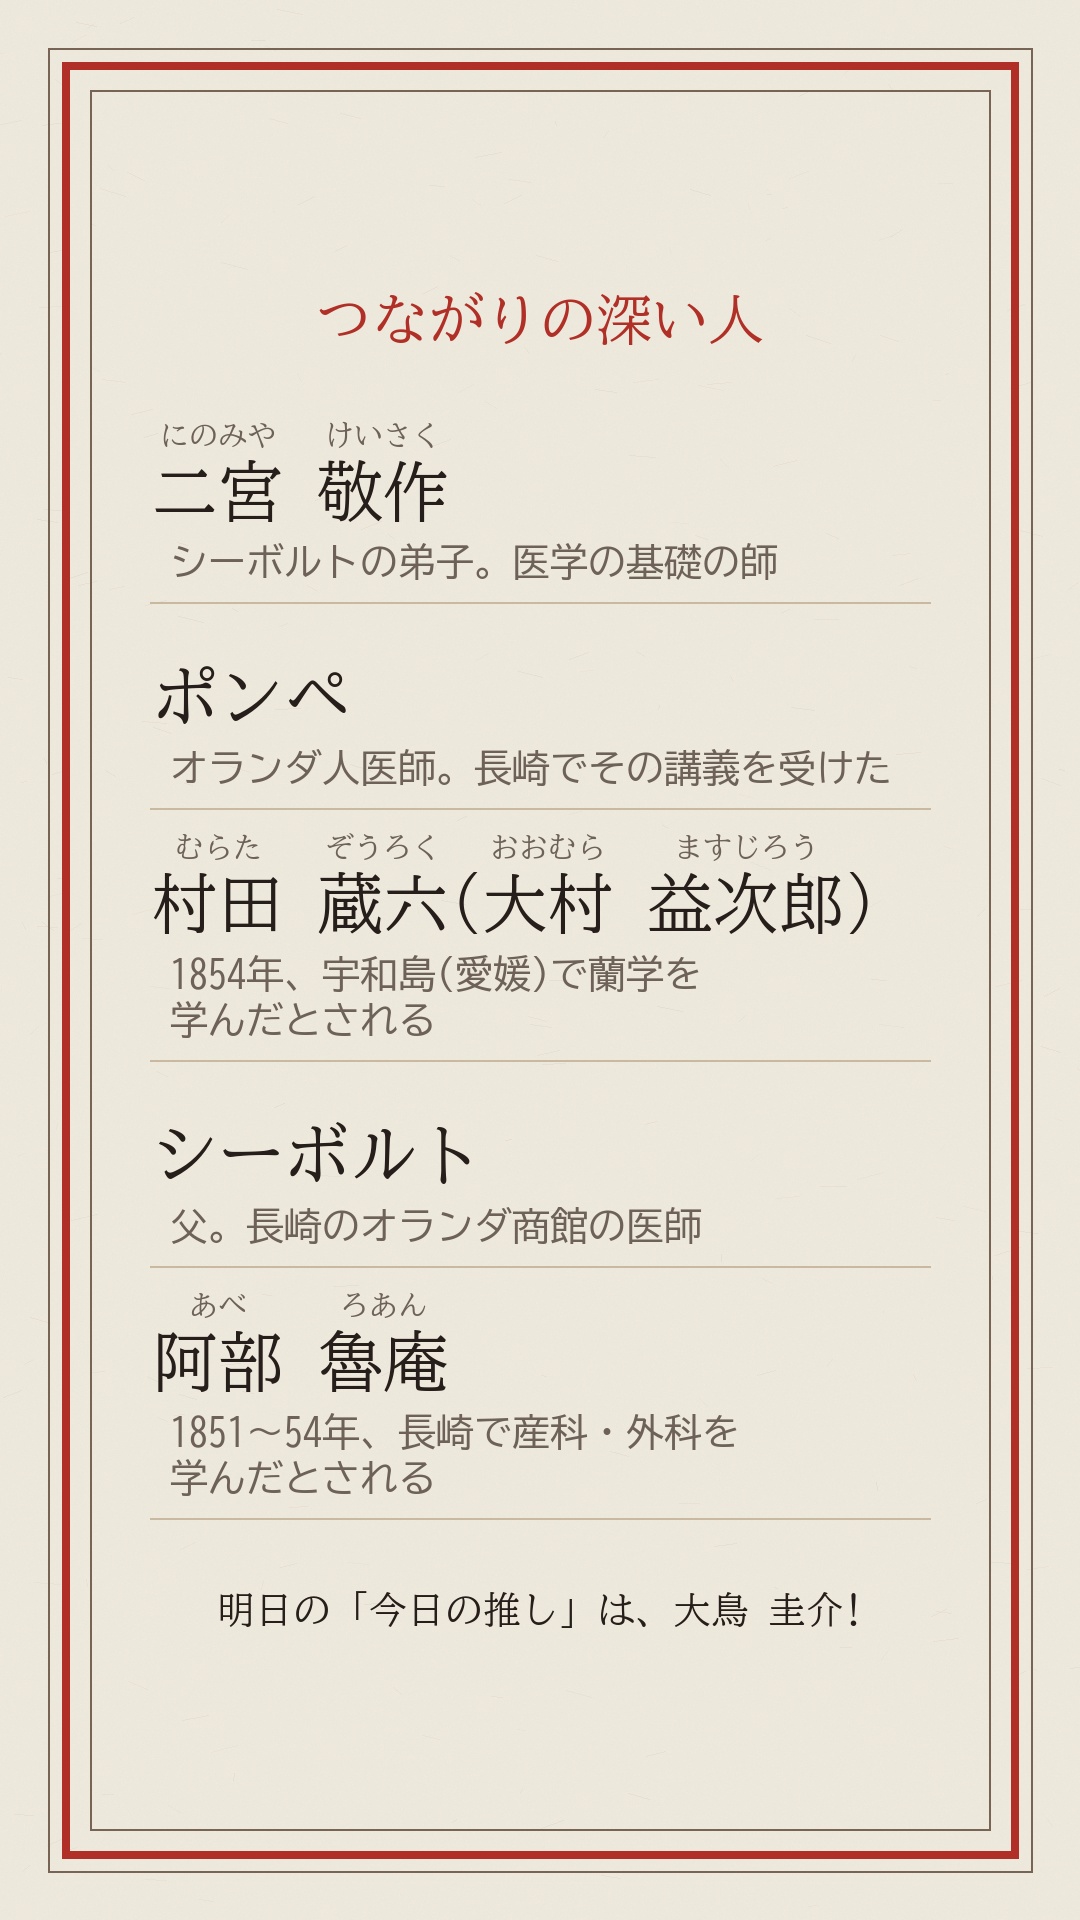 つながりの深い人
にのみや けいさく
二宮 敬作
シーボルトの弟子。医学の基礎の師
ポンペ
オランダ人医師。長崎でその講義を受けた
むらた ぞうろく おおむら ますじろう
村田 蔵六(大村 益次郎)
1854年、宇和島(愛媛)で蘭学を
学んだとされる
シーボルト
父。長崎のオランダ商館の医師
あべ ろあん
阿部 魯庵
1851〜54年、長崎で産科・外科を
学んだとされる
明日の「今日の推し」は、大鳥 圭介!